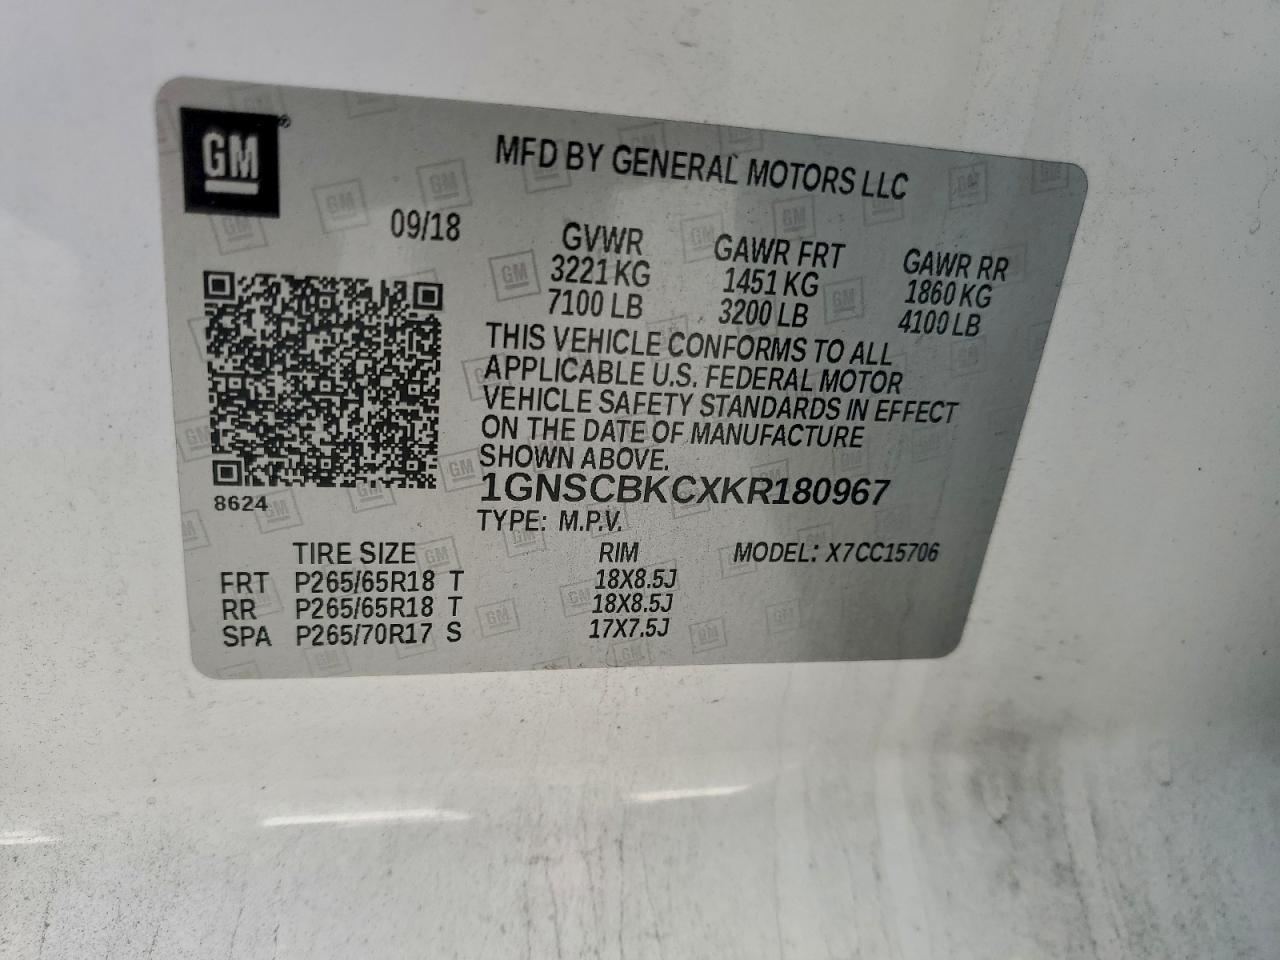 GM®
MFD BY GENERAL MOTORS LLC
09/18
GVWR GAWR FRT GAWR RR
3221 KG 1451 KG 1860 KG
7100 LB 3200 LB 4100 LB
THIS VEHICLE CONFORMS TO ALL
APPLICABLE U.S. FEDERAL MOTOR
VEHICLE SAFETY STANDARDS IN EFFECT
ON THE DATE OF MANUFACTURE
SHOWN ABOVE.
1GNSCBKCXKR180967
8624
TYPE: M.P.V.
TIRE SIZE RIM MODEL: X7CC15706
FRT P265/65R18 T 18X8.5J
RR P265/65R18 T 18X8.5J
SPA P265/70R17 S 17X7.5J